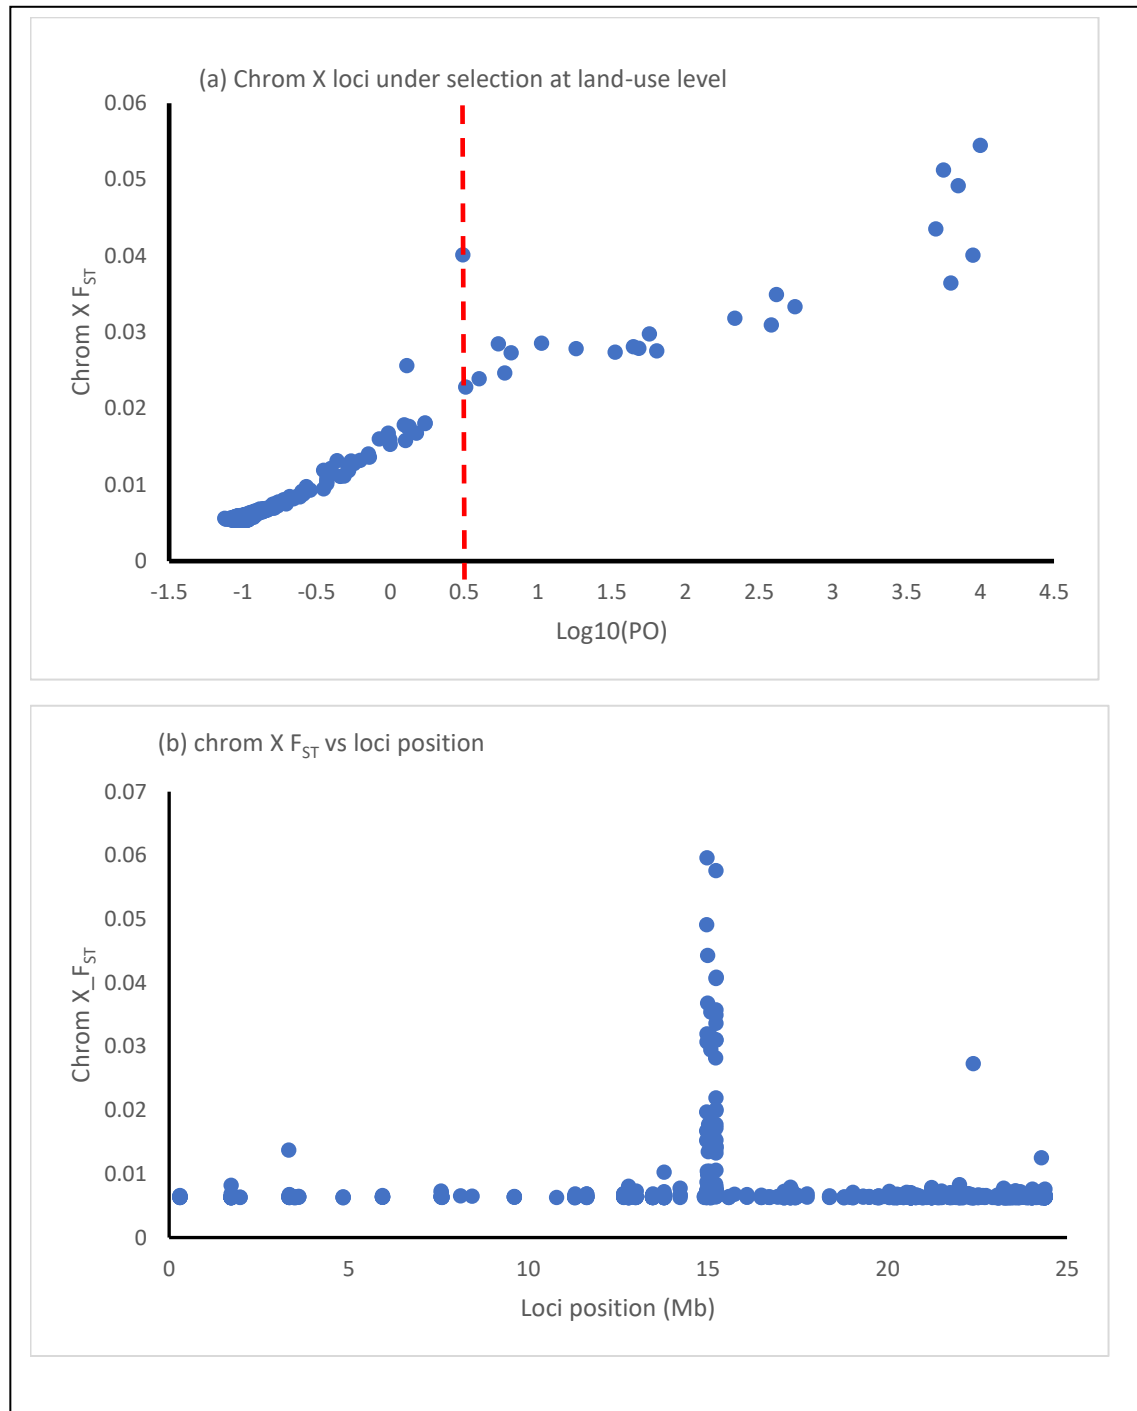 (a) Chrom X loci under selection at land-use level
0.06
0.05
0.04
0.03
0.02
0.01
0
Chrom X FST
-1.5 -1 -0.5 0 0.5 1 1.5 2 2.5 3 3.5 4 4.5
Log10(PO)
(b) chrom X FST vs loci position
0.07
0.06
0.05
0.04
0.03
0.02
0.01
0
Chrom X_FST
0 5 10 15 20 25
Loci position (Mb)